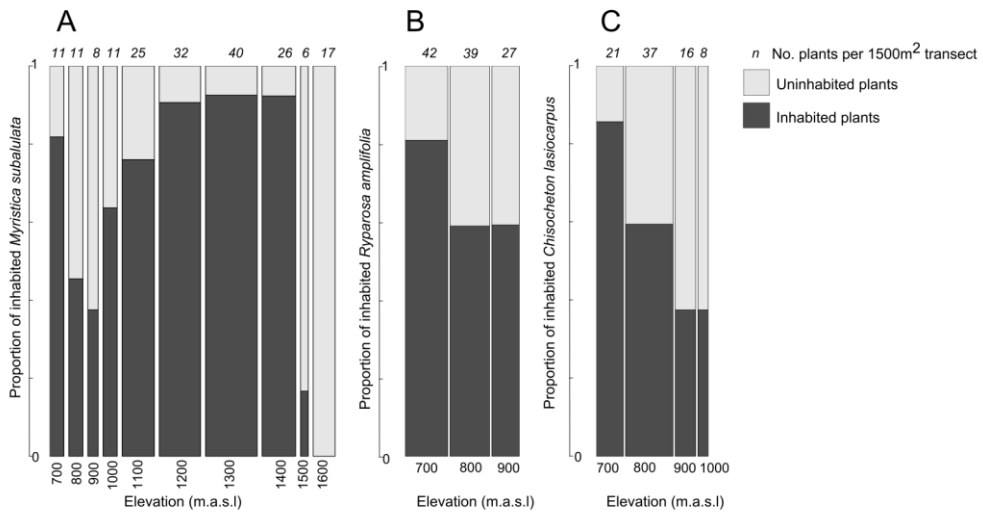 A
11 11 8 11 25 32 40 26 6 17
1
0
Proportion of inhabited Myristica subalulata
700 800 900 1000 1100 1200 1300 1400 1500 1600
Elevation (m.a.s.l)
B
42 39 27
1
0
Proportion of inhabited Ryparosa amplifolia
700 800 900
Elevation (m.a.s.l)
C
21 37 16 8
1
0
Proportion of inhabited Chisocheton lasiocarpus
700 800 900 1000
Elevation (m.a.s.l)
n No. plants per 1500m² transect
Uninhabited plants
Inhabited plants